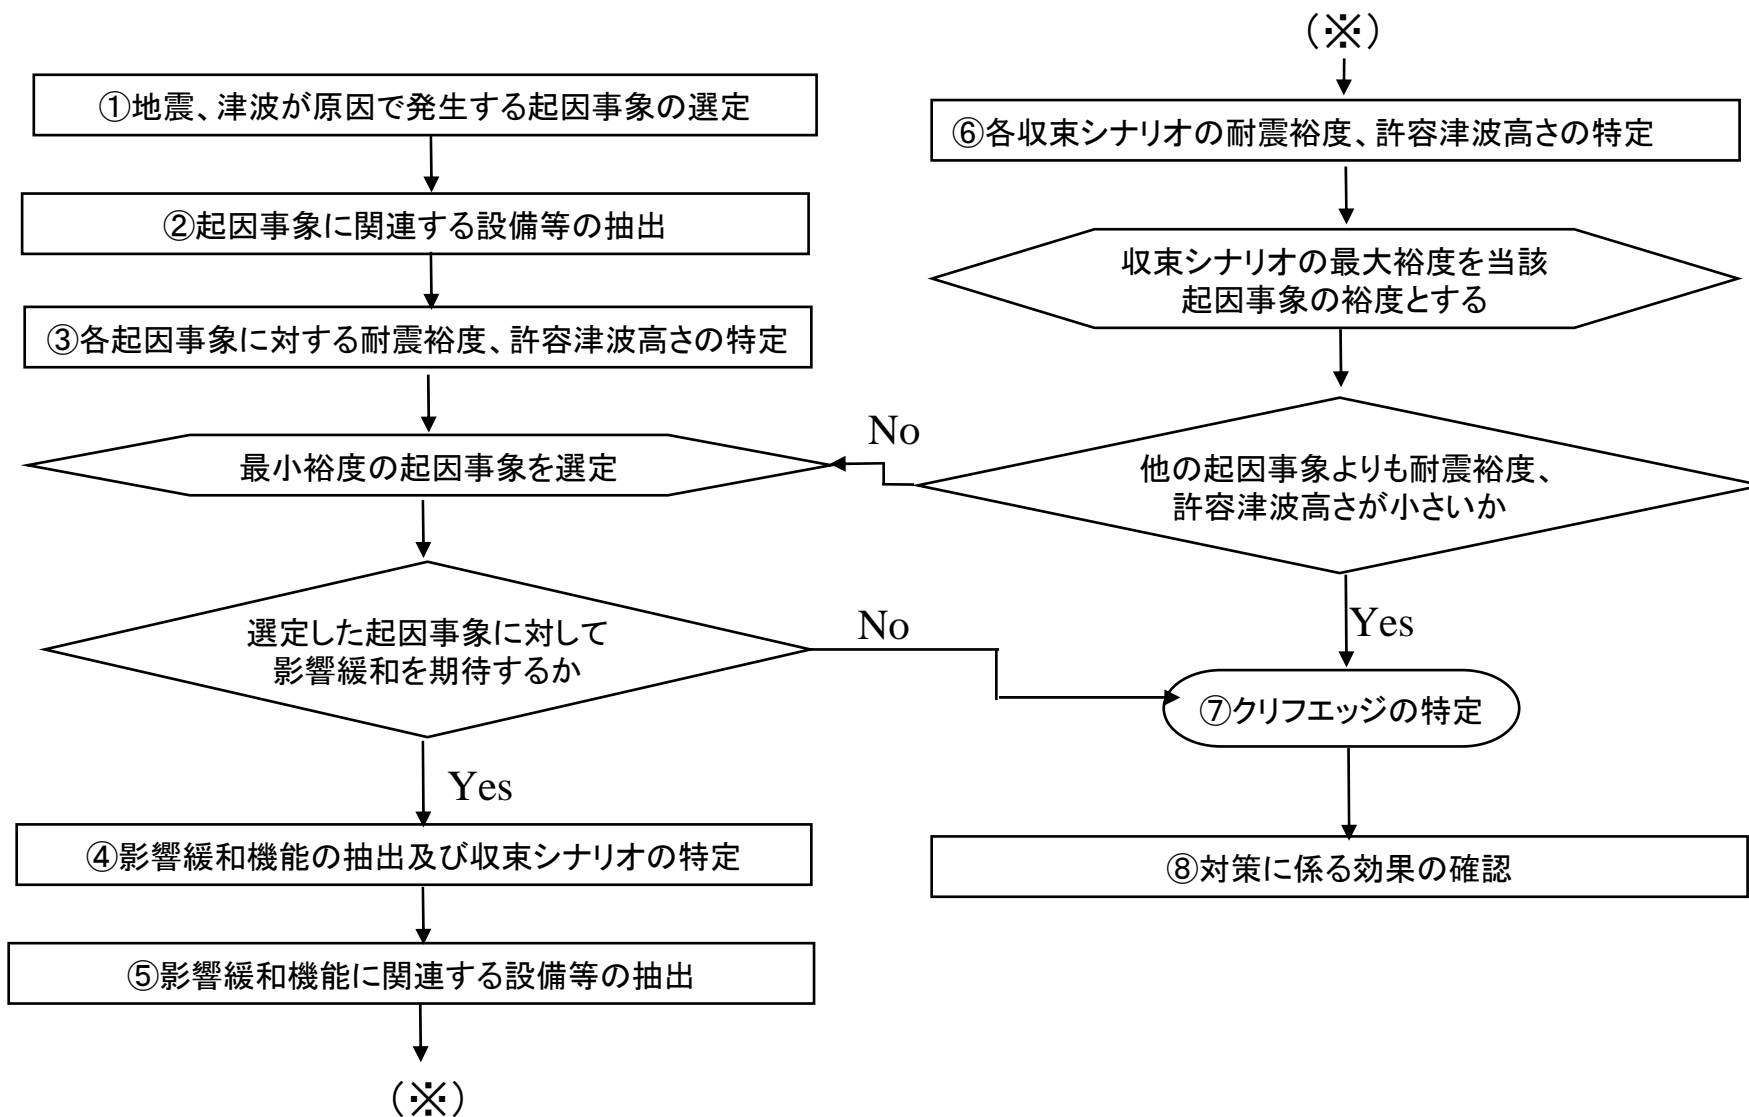 ①地震、津波が原因で発生する起因事象の選定
②起因事象に関連する設備等の抽出
③各起因事象に対する耐震裕度、許容津波高さの特定
最小裕度の起因事象を選定
選定した起因事象に対して
影響緩和を期待するか
No
Yes
④影響緩和機能の抽出及び収束シナリオの特定
⑤影響緩和機能に関連する設備等の抽出
(※)
(※)
⑥各収束シナリオの耐震裕度、許容津波高さの特定
収束シナリオの最大裕度を当該
起因事象の裕度とする
No
他の起因事象よりも耐震裕度、
許容津波高さが小さいか
Yes
⑦クリフエッジの特定
⑧対策に係る効果の確認